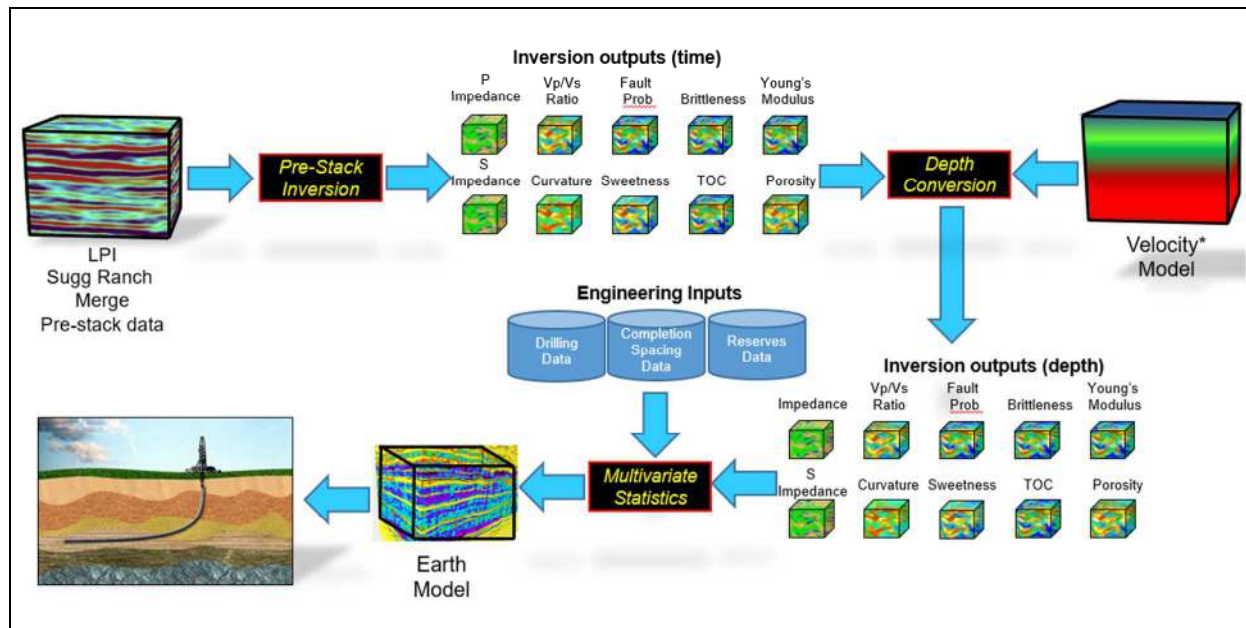 Inversion outputs (time)
P
Impedance
Vp/Vs
Ratio
Fault
Prob
Brittleness
Young's
Modulus
S
Impedance
Curvature
Sweetness
TOC
Porosity
Pre-Stack
Inversion
Depth
Conversion
LPI
Sugg Ranch
Merge
Pre-stack data
Velocity*
Model
Engineering Inputs
Drilling
Data
Completion
Spacing
Data
Reserves
Data
Inversion outputs (depth)
Impedance
Vp/Vs
Ratio
Fault
Prob
Brittleness
Young's
Modulus
S
Impedance
Curvature
Sweetness
TOC
Porosity
Multivariate
Statistics
Earth
Model